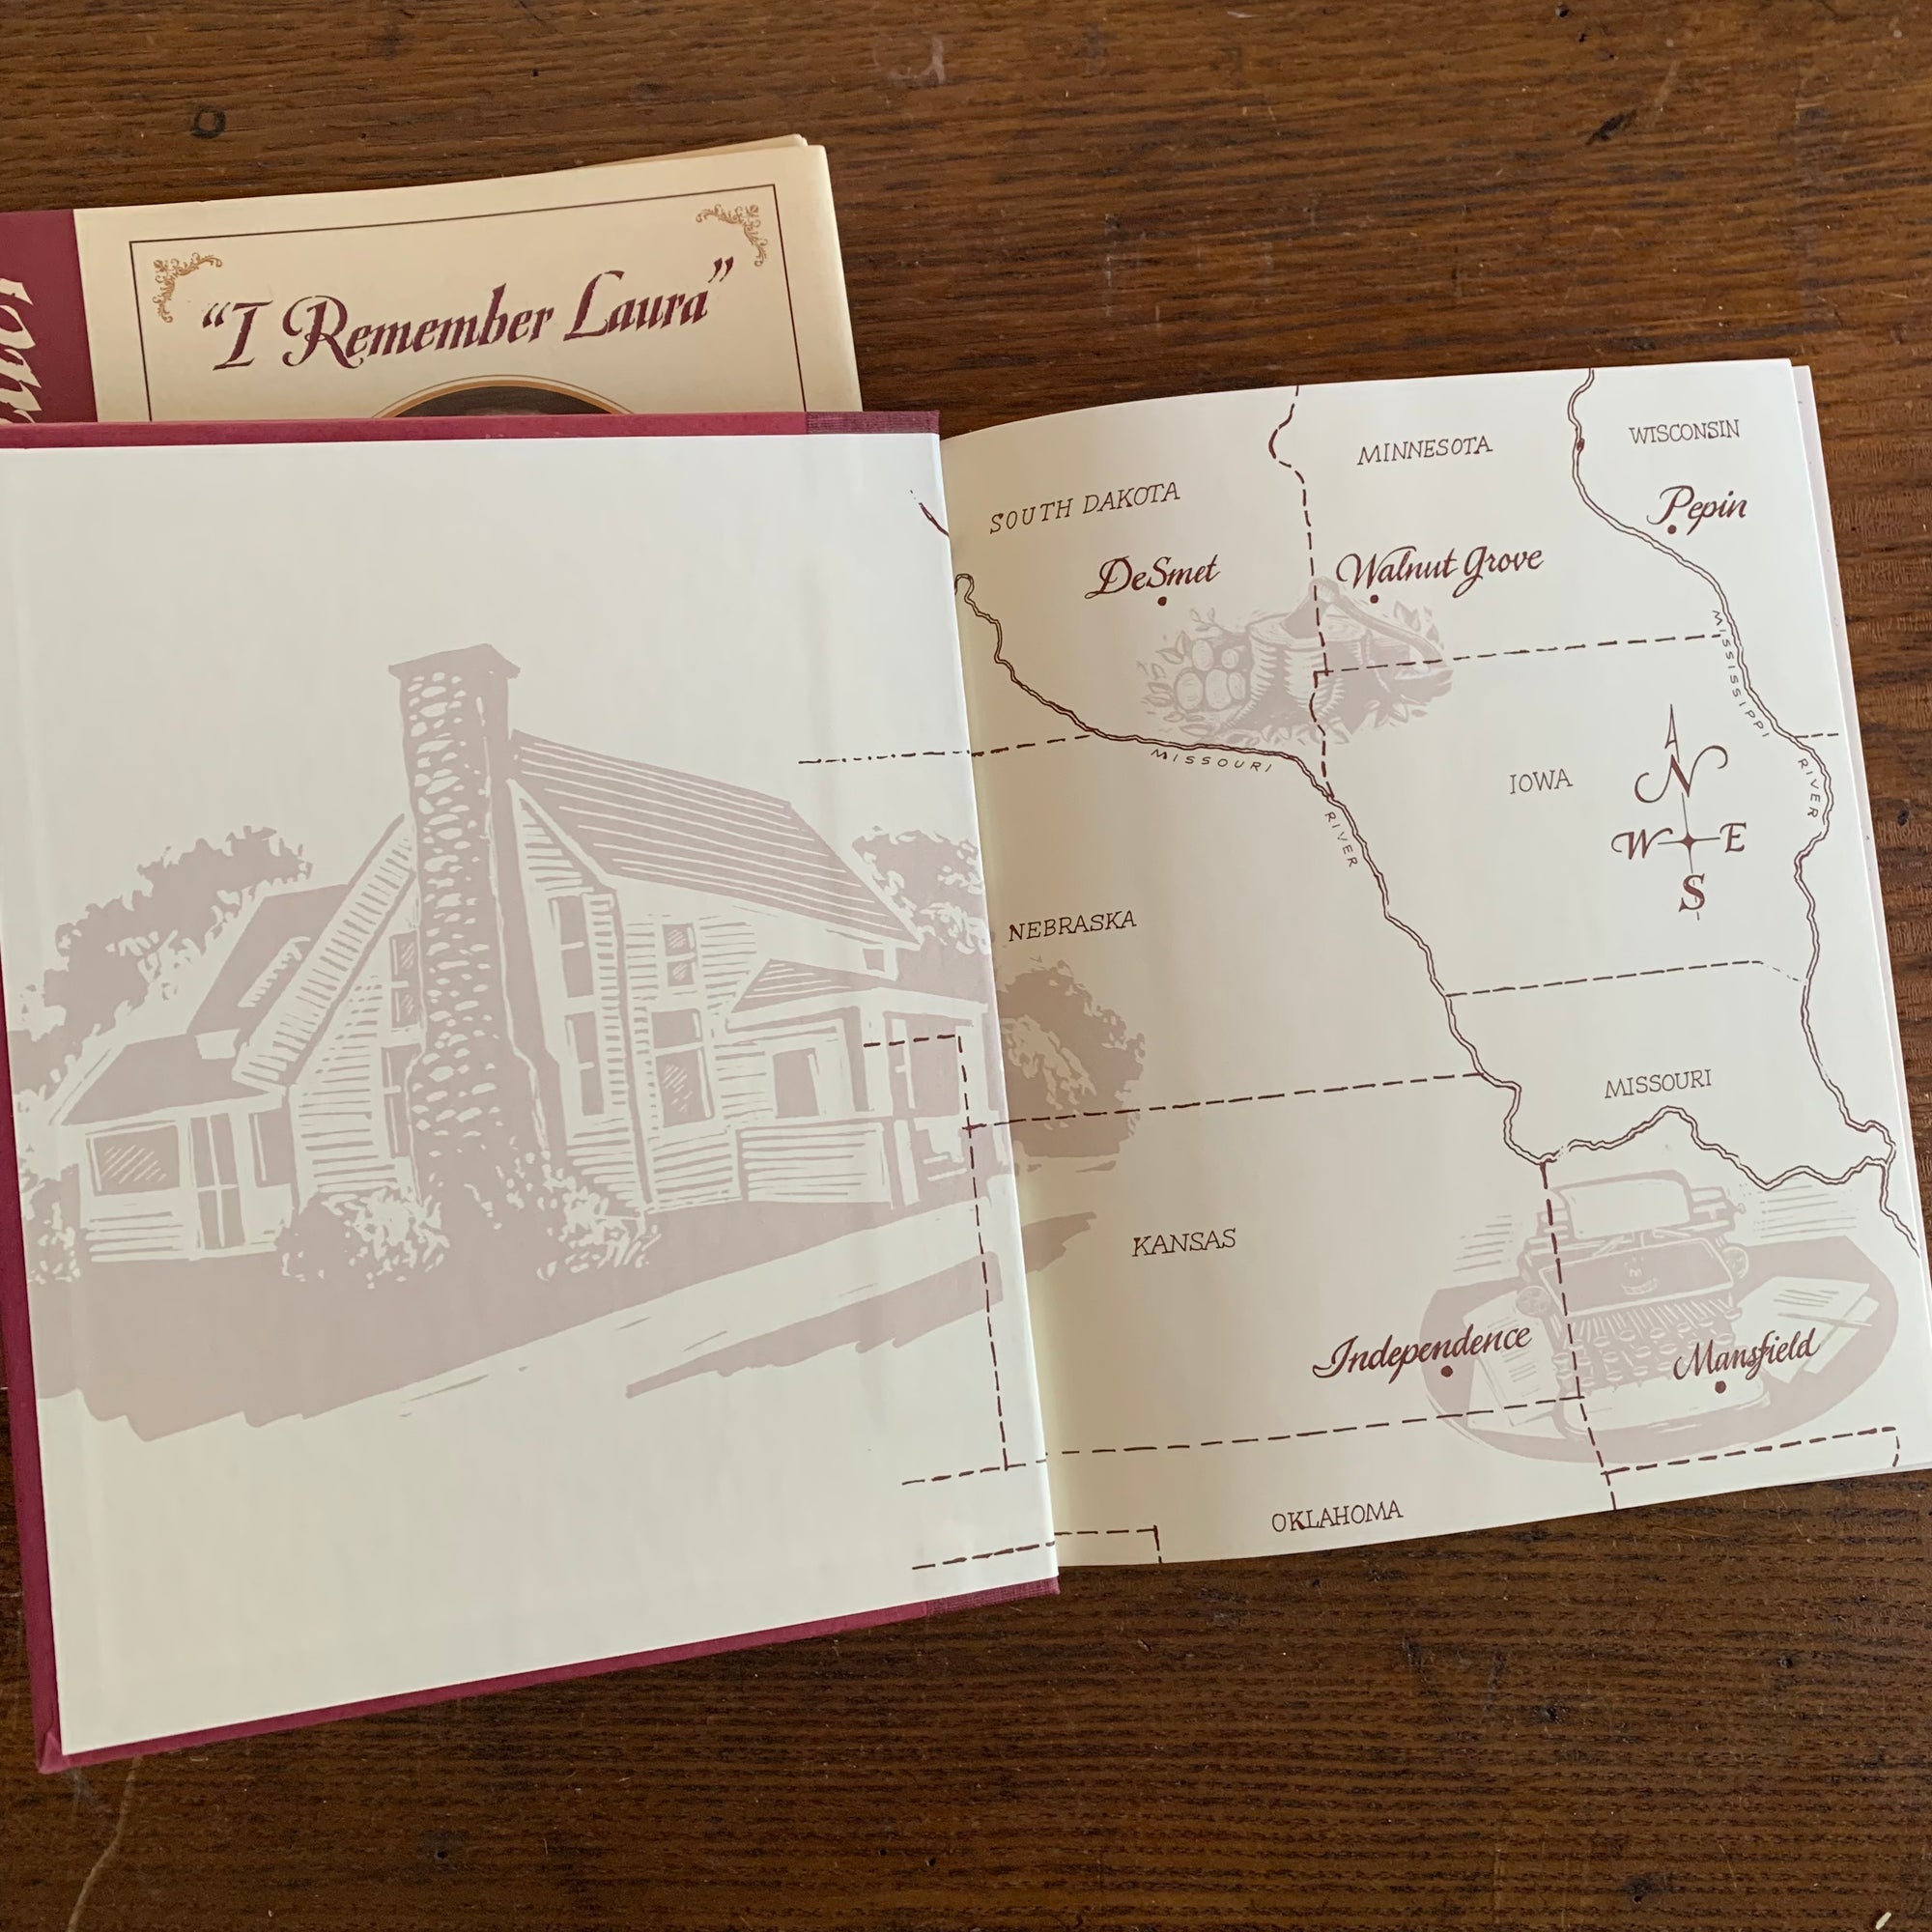 “I Remember Laura”
MINNESOTA
WISCONSIN
SOUTH DAKOTA
Pepin
DeSmet
Walnut Grove
MISSISSIPPI
RIVER
MISSOURI
RIVER
IOWA
N
W E
S
NEBRASKA
MISSOURI
KANSAS
Independence
Mansfield
OKLAHOMA